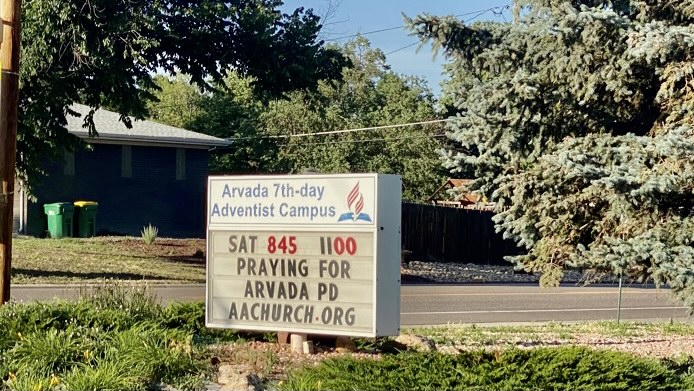 Arvada 7th-day
Adventist Campus
SAT 845 1100
PRAYING FOR
ARVADA PD
AACHURCH.ORG